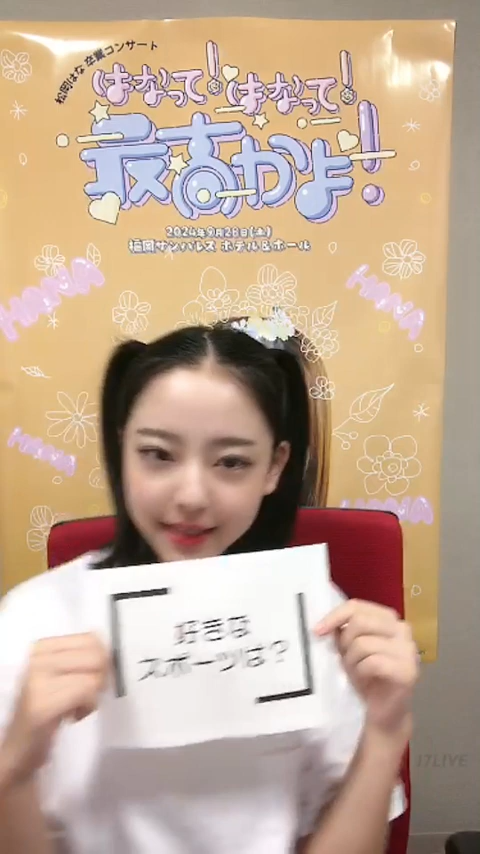 松岡はな 卒業コンサート
はなって!はなって!
最高かよ!
2024年9月28日(土)
福岡サンパレス ホテル&ホール
HANA
HANA
HANA
HANA
「好きな
スポーツは?」
17LIVE